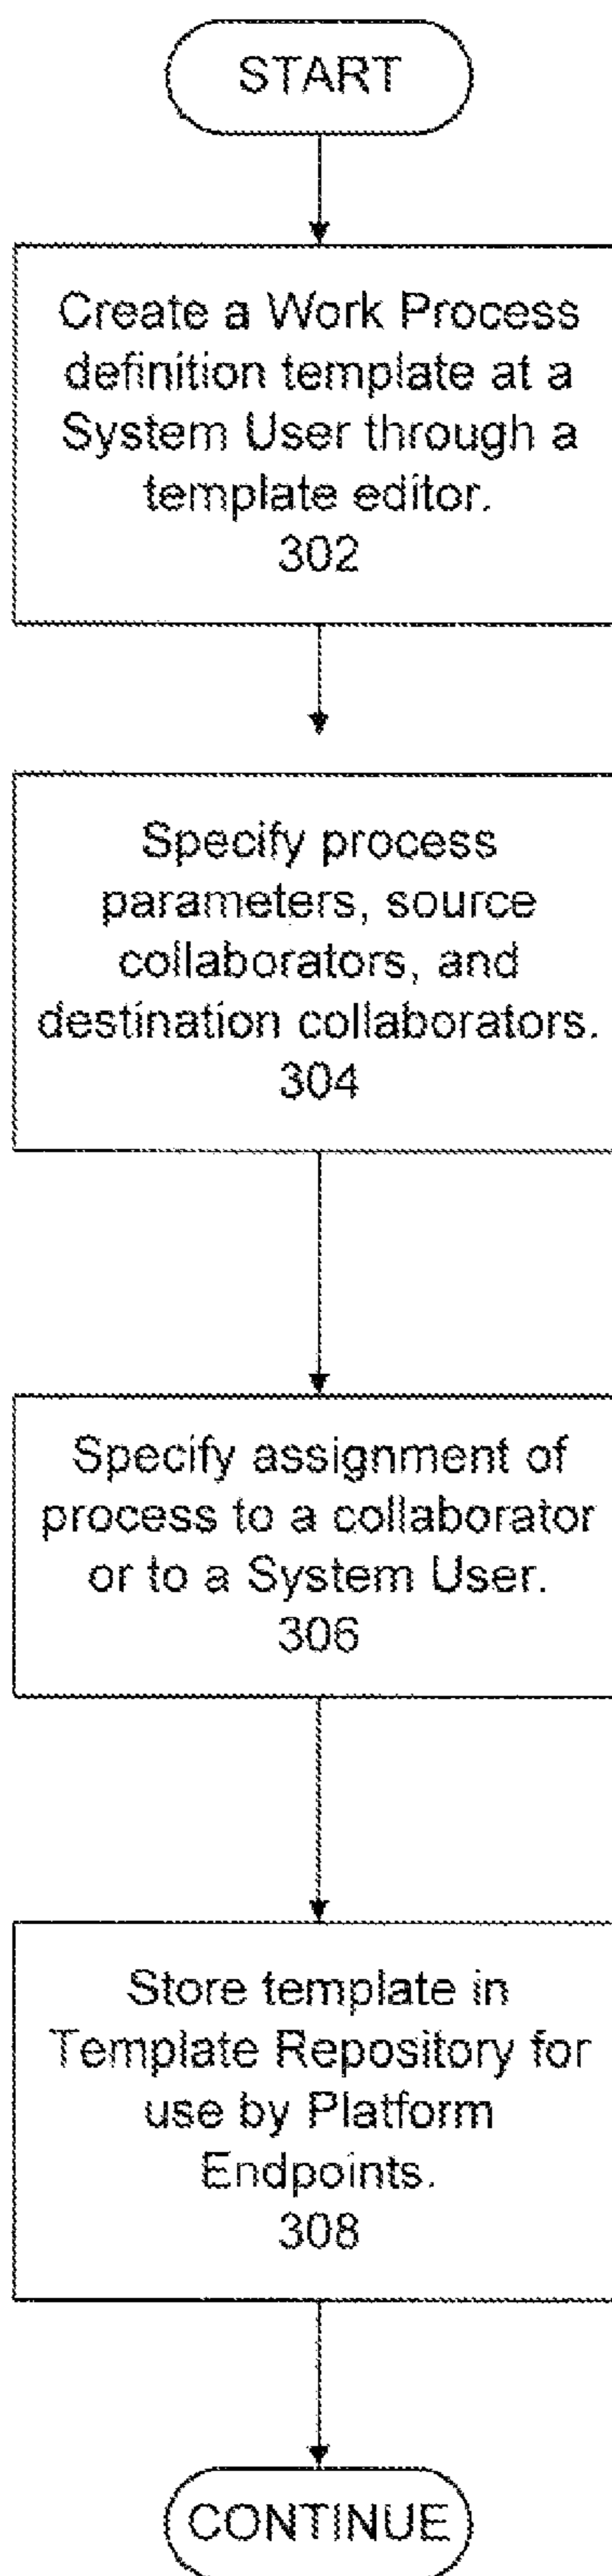 START
Create a Work Process
definition template at a
System User through a
template editor.
302
Specify process
parameters, source
collaborators, and
destination collaborators.
304
Specify assignment of
process to a collaborator
or to a System User.
306
Store template in
Template Repository for
use by Platform
Endpoints.
308
CONTINUE